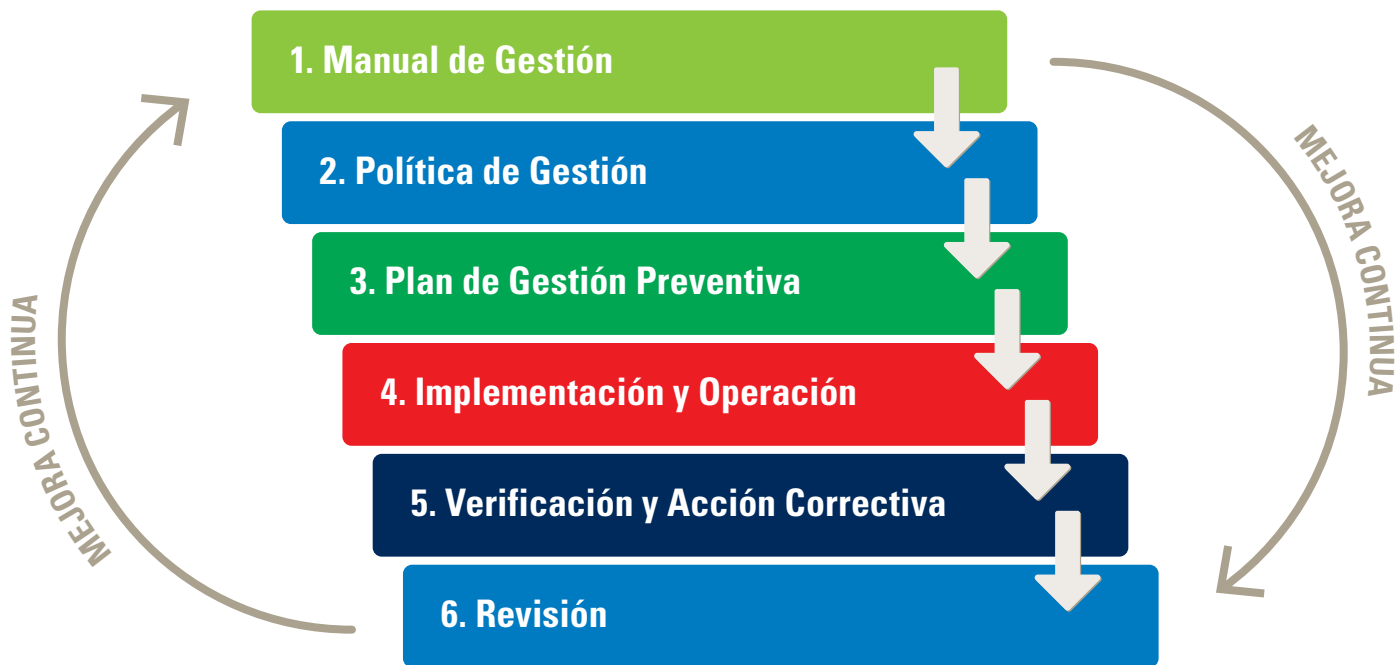 1. Manual de Gestión
2. Política de Gestión
3. Plan de Gestión Preventiva
4. Implementación y Operación
5. Verificación y Acción Correctiva
6. Revisión
MEJORA CONTINUA
MEJORA CONTINUA